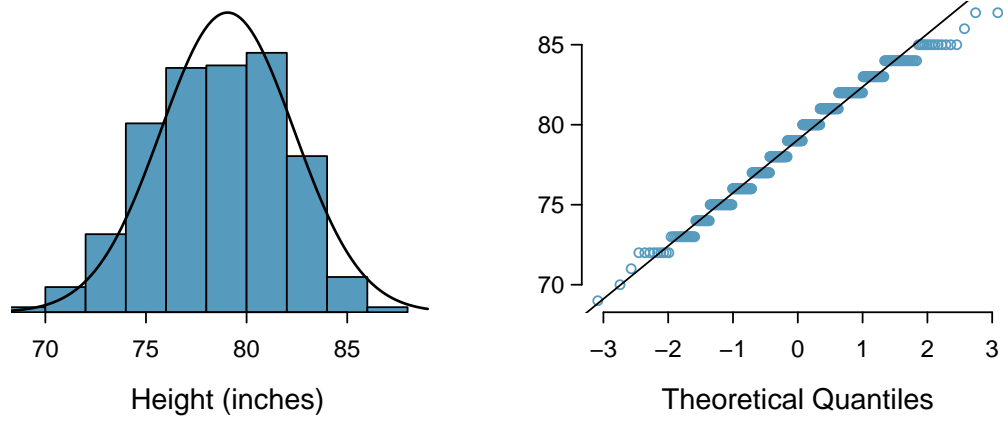 70 75 80 85
Height (inches)
85
80
75
70
−3 −2 −1 0 1 2 3
Theoretical Quantiles